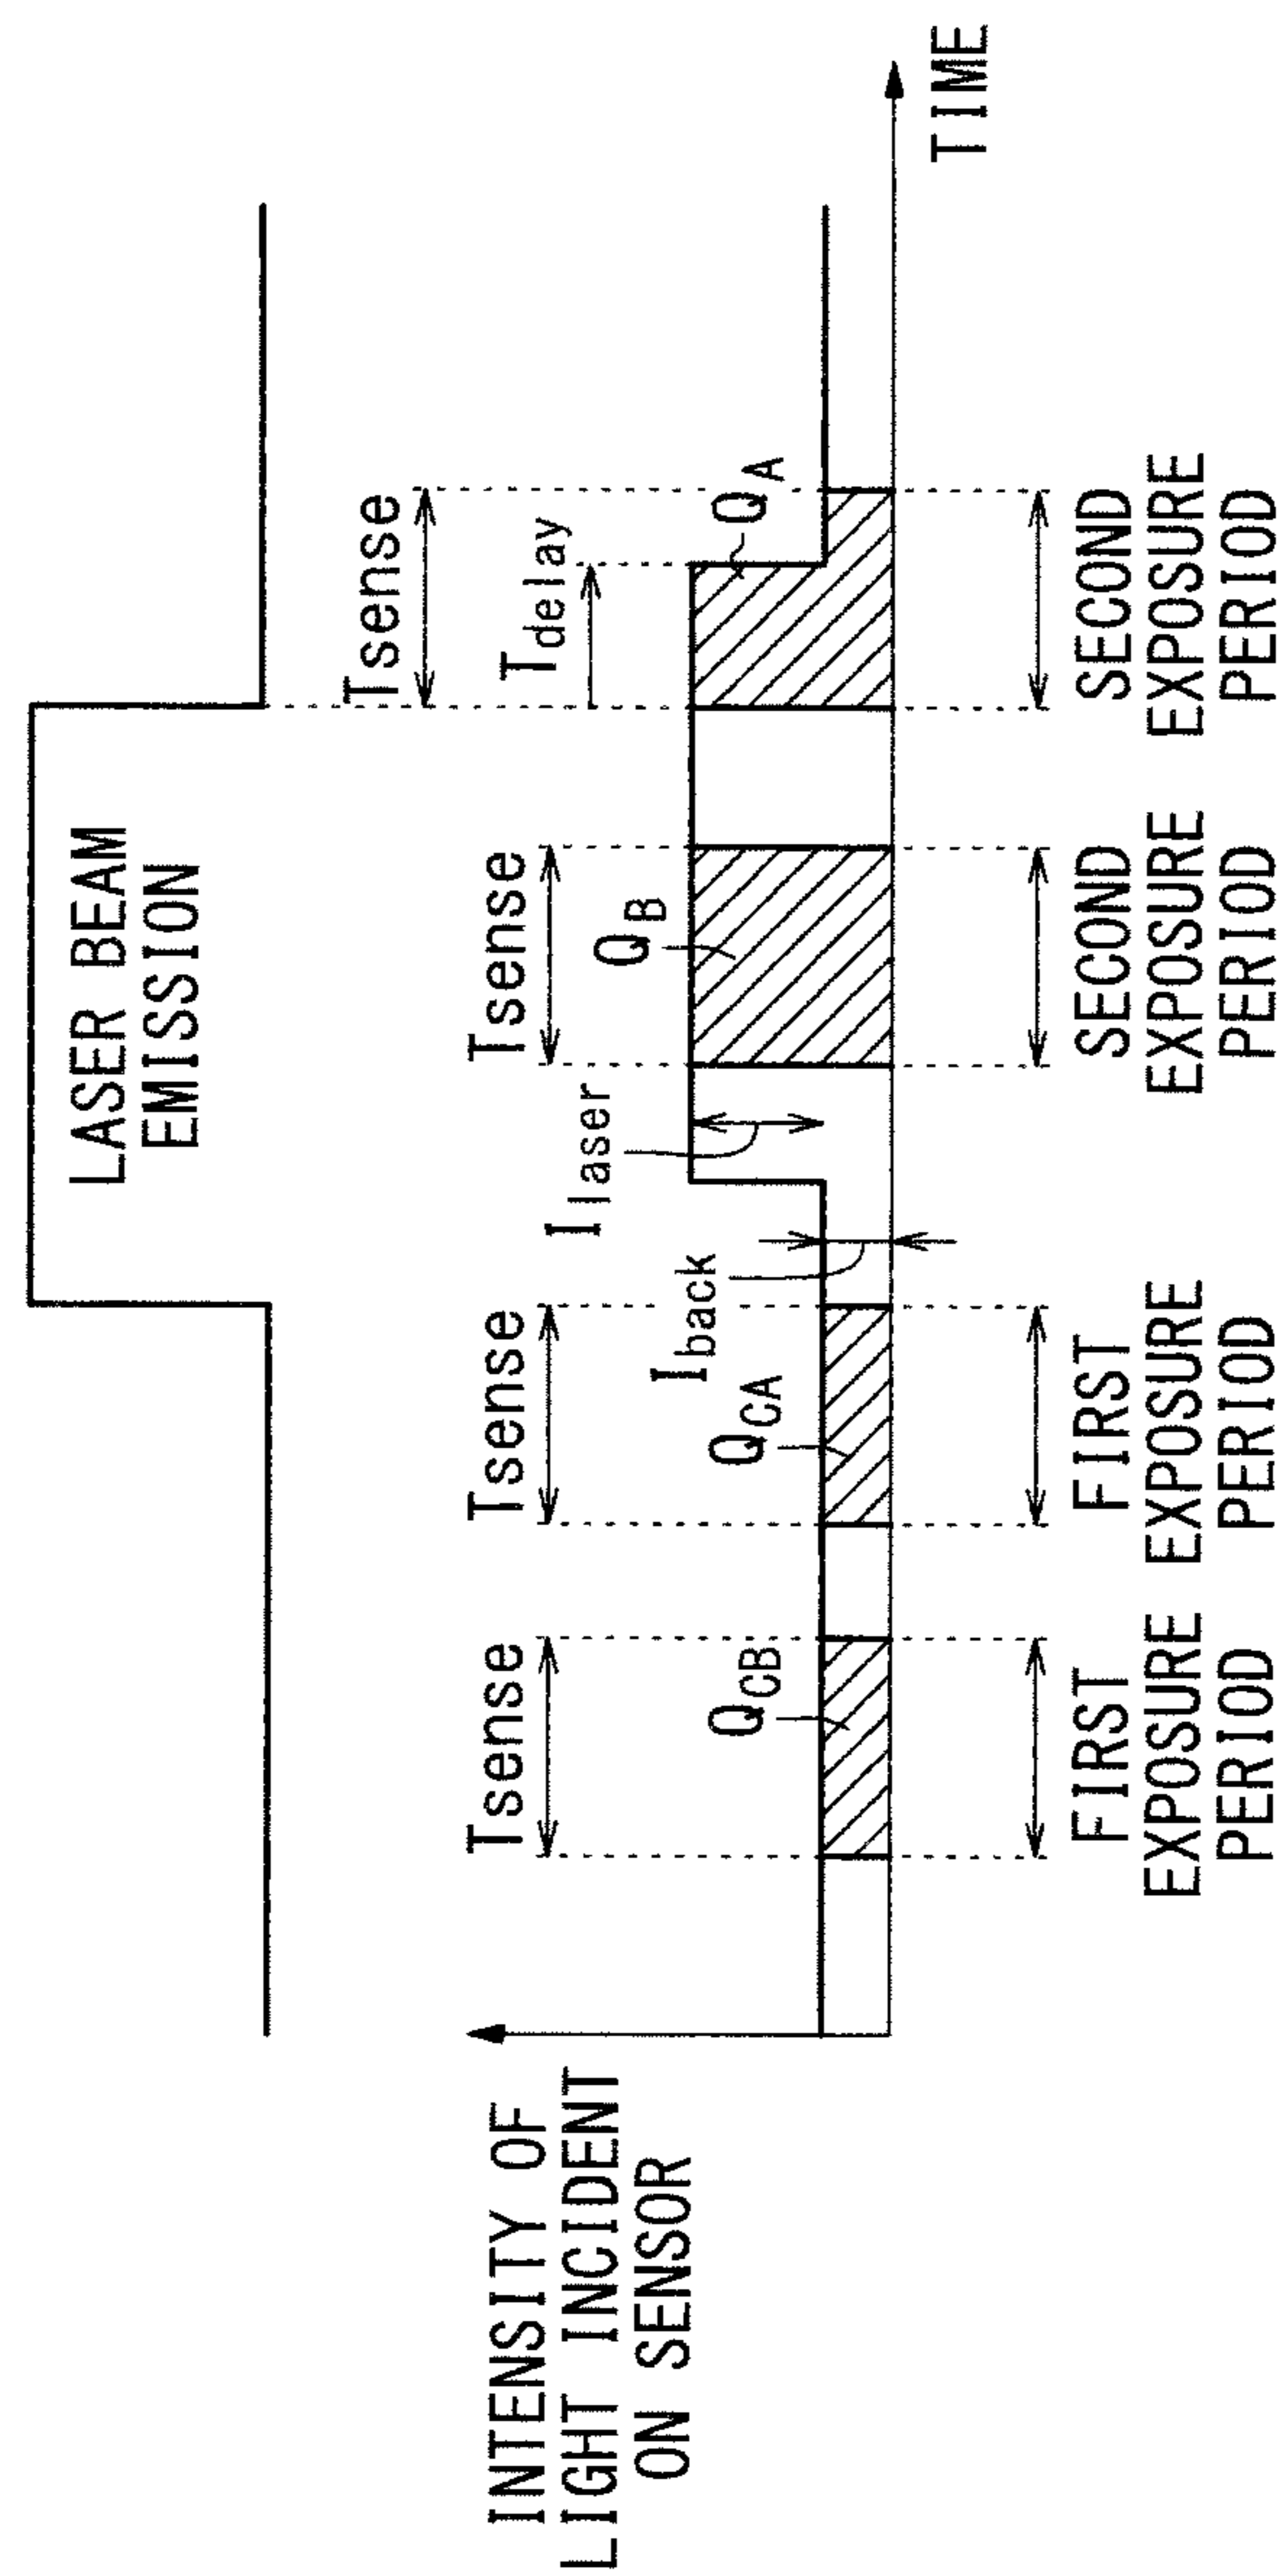 LASER BEAM
EMISSION
Tsense
Tsense
Tsense
Tsense
Tdelay
INTENSITY OF
LIGHT INCIDENT
ON SENSOR
QCB
QCA
Iback
Ilaser
QB
QA
TIME
FIRST
EXPOSURE
PERIOD
FIRST
EXPOSURE
PERIOD
SECOND
EXPOSURE
PERIOD
SECOND
EXPOSURE
PERIOD